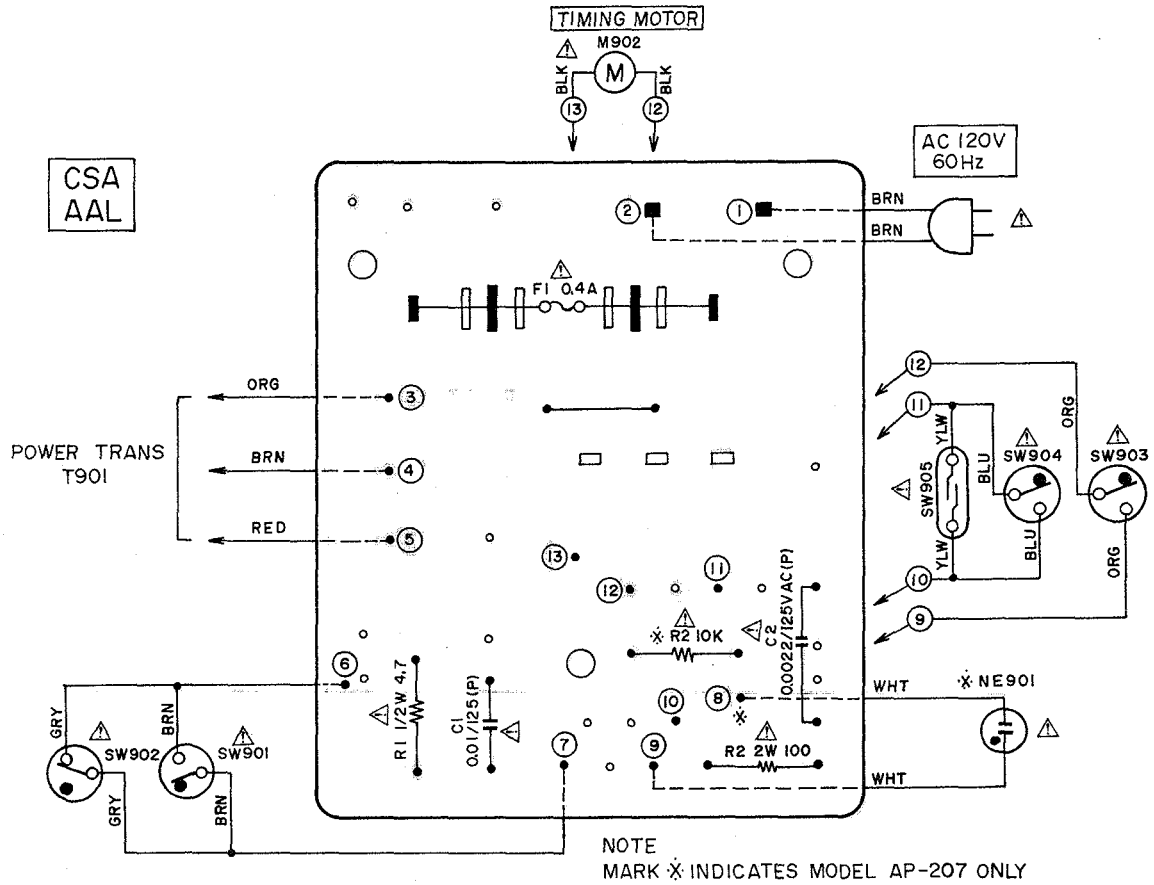 TIMING MOTOR
M902
M
BLK
BLK
13
12
CSA
AAL
AC 120V
60Hz
2
1
BRN
BRN
F1 0.4A
ORG
3
POWER TRANS
T901
BRN
4
RED
5
12
11
YLW
BLU
ORG
SW905
SW904
SW903
YLW
BLU
ORG
10
9
13
12
11
※ R2 10K
C2
0.0022/125VAC(P)
6
R1 1/2W 4.7
C1
0.01/125(P)
8
※
10
7
9
R2 2W 100
WHT
※NE901
WHT
GRY
BRN
SW902
SW901
GRY
BRN
NOTE
MARK ※ INDICATES MODEL AP-207 ONLY